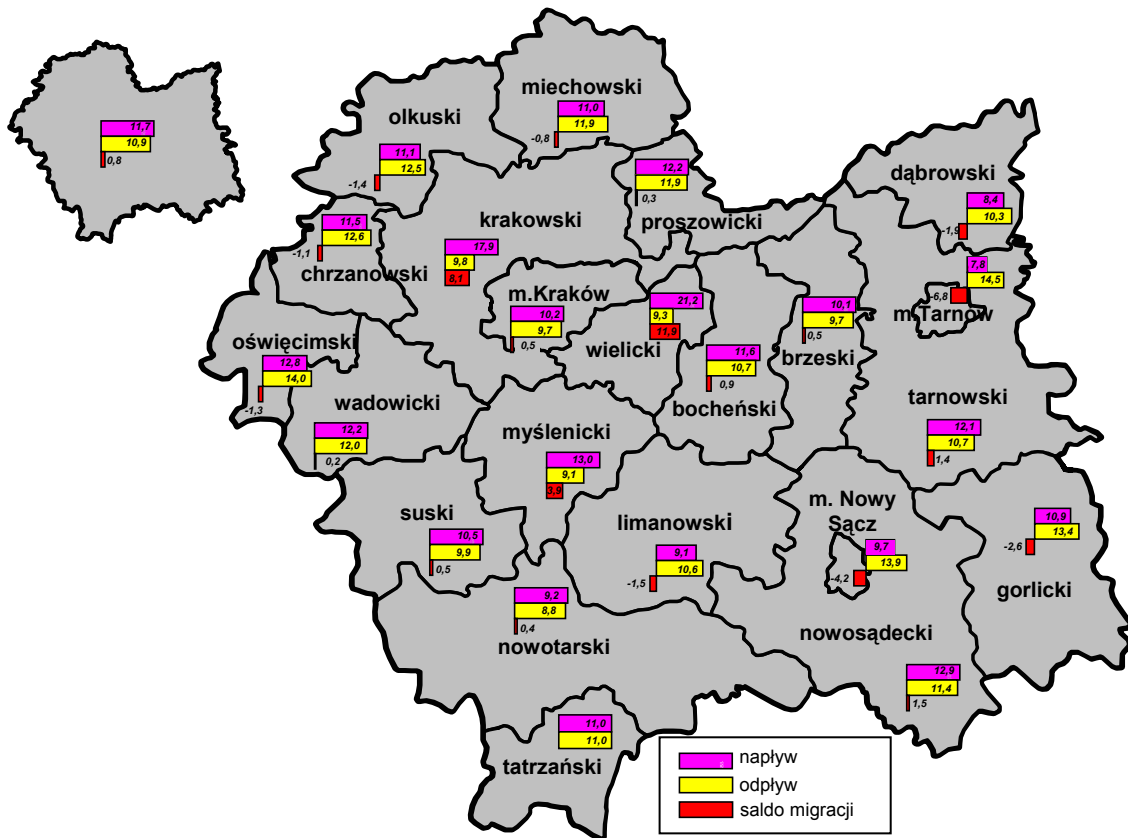 11,7
10,9
0,8
miechowski
11,0
11,9
-0,8
olkuski
11,1
12,5
-1,4
krakowski
17,9
9,8
8,1
12,2
11,9
0,3
proszowicki
dąbrowski
8,4
10,3
-1,9
11,5
12,6
-1,1
chrzanowski
m.Kraków
10,2
9,7
0,5
21,2
9,3
11,9
wielicki
10,1
9,7
0,5
brzeski
7,8
14,5
-6,8
m.Tarnów
oświęcimski
12,8
14,0
-1,3
wadowicki
12,2
12,0
0,2
11,6
10,7
0,9
bocheński
tarnowski
12,1
10,7
1,4
myślenicki
13,0
9,1
3,9
suski
10,5
9,9
0,5
limanowski
9,1
10,6
-1,5
m. Nowy
Sącz
9,7
13,9
-4,2
10,9
13,4
-2,6
gorlicki
9,2
8,8
0,4
nowotarski
nowosądecki
12,9
11,4
1,5
11,0
11,0
tatrzański
napływ
odpływ
saldo migracji